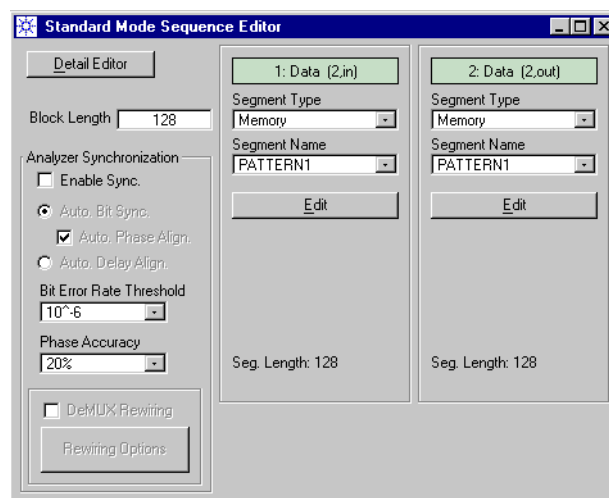 Standard Mode Sequence Editor
Detail Editor
Block Length 128
Analyzer Synchronization
Enable Sync.
Auto. Bit Sync.
Auto. Phase Align.
Auto. Delay Align.
Bit Error Rate Threshold
10^-6
Phase Accuracy
20%
DeMUX Rewiring
Rewiring Options
1: Data (2,in)
Segment Type
Memory
Segment Name
PATTERN1
Edit
Seg. Length: 128
2: Data (2,out)
Segment Type
Memory
Segment Name
PATTERN1
Edit
Seg. Length: 128